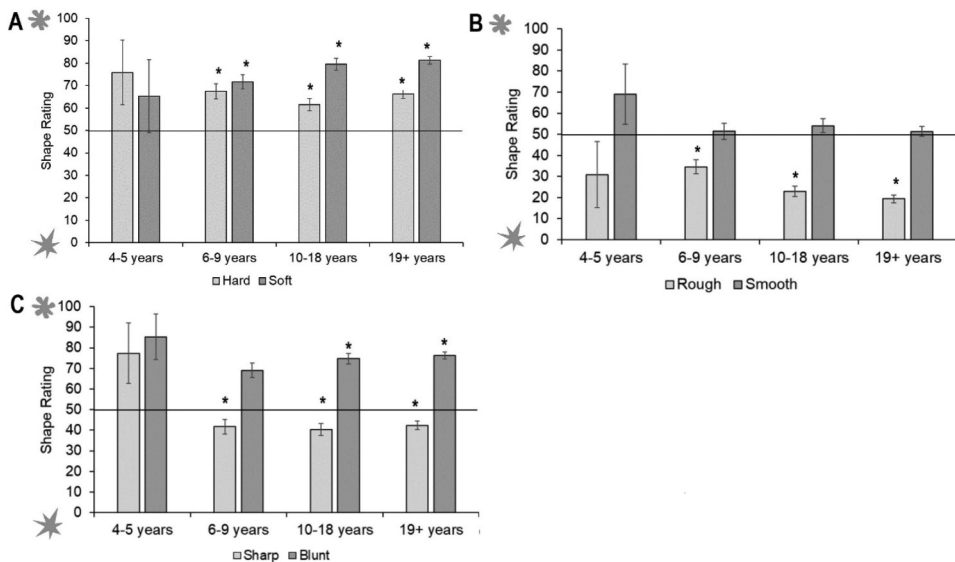 A
100
90
80
70
60
50
40
30
20
10
0
Shape Rating
* * * * * *
4-5 years 6-9 years 10-18 years 19+ years
Hard Soft
B
100
90
80
70
60
50
40
30
20
10
0
Shape Rating
* * *
4-5 years 6-9 years 10-18 years 19+ years
Rough Smooth
C
100
90
80
70
60
50
40
30
20
10
0
Shape Rating
* * * * *
4-5 years 6-9 years 10-18 years 19+ years
Sharp Blunt